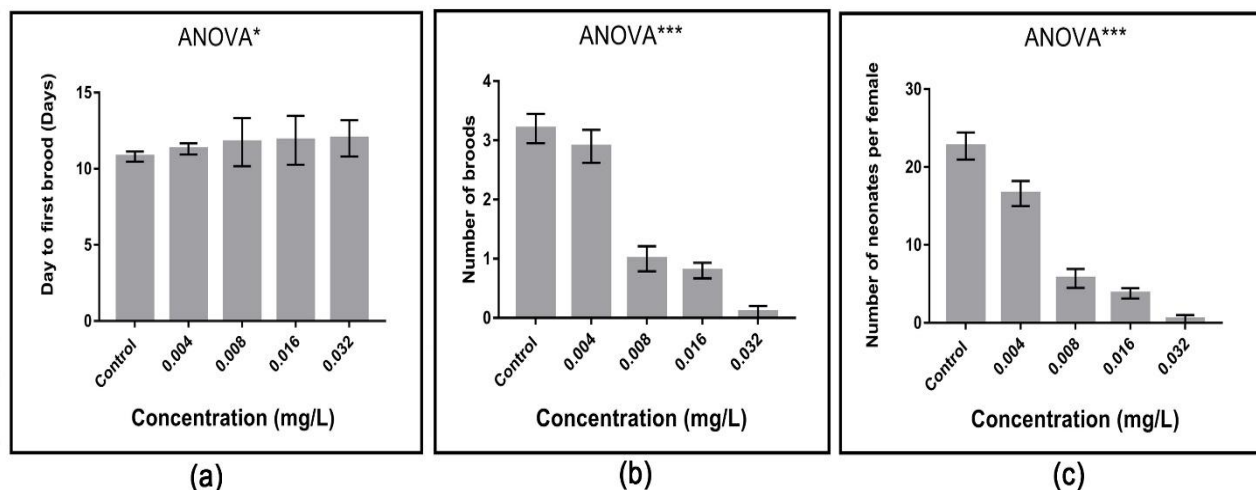 ANOVA*
Day to first brood (Days)
15
10
5
0
Control
0.004
0.008
0.016
0.032
Concentration (mg/L)
(a)
ANOVA***
Number of broods
4
3
2
1
0
Control
0.004
0.008
0.016
0.032
Concentration (mg/L)
(b)
ANOVA***
Number of neonates per female
30
20
10
0
Control
0.004
0.008
0.016
0.032
Concentration (mg/L)
(c)